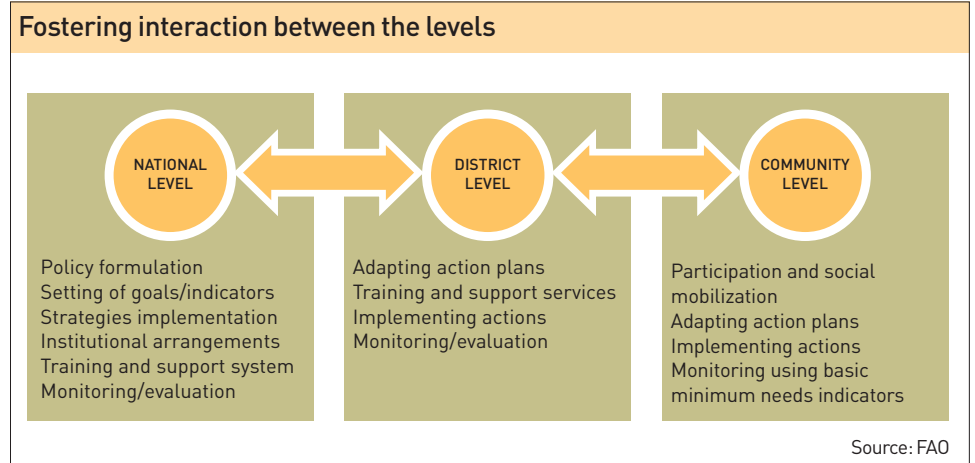 Fostering interaction between the levels
NATIONAL
LEVEL
Policy formulation
Setting of goals/indicators
Strategies implementation
Institutional arrangements
Training and support system
Monitoring/evaluation
DISTRICT
LEVEL
Adapting action plans
Training and support services
Implementing actions
Monitoring/evaluation
COMMUNITY
LEVEL
Participation and social
mobilization
Adapting action plans
Implementing actions
Monitoring using basic
minimum needs indicators
Source: FAO